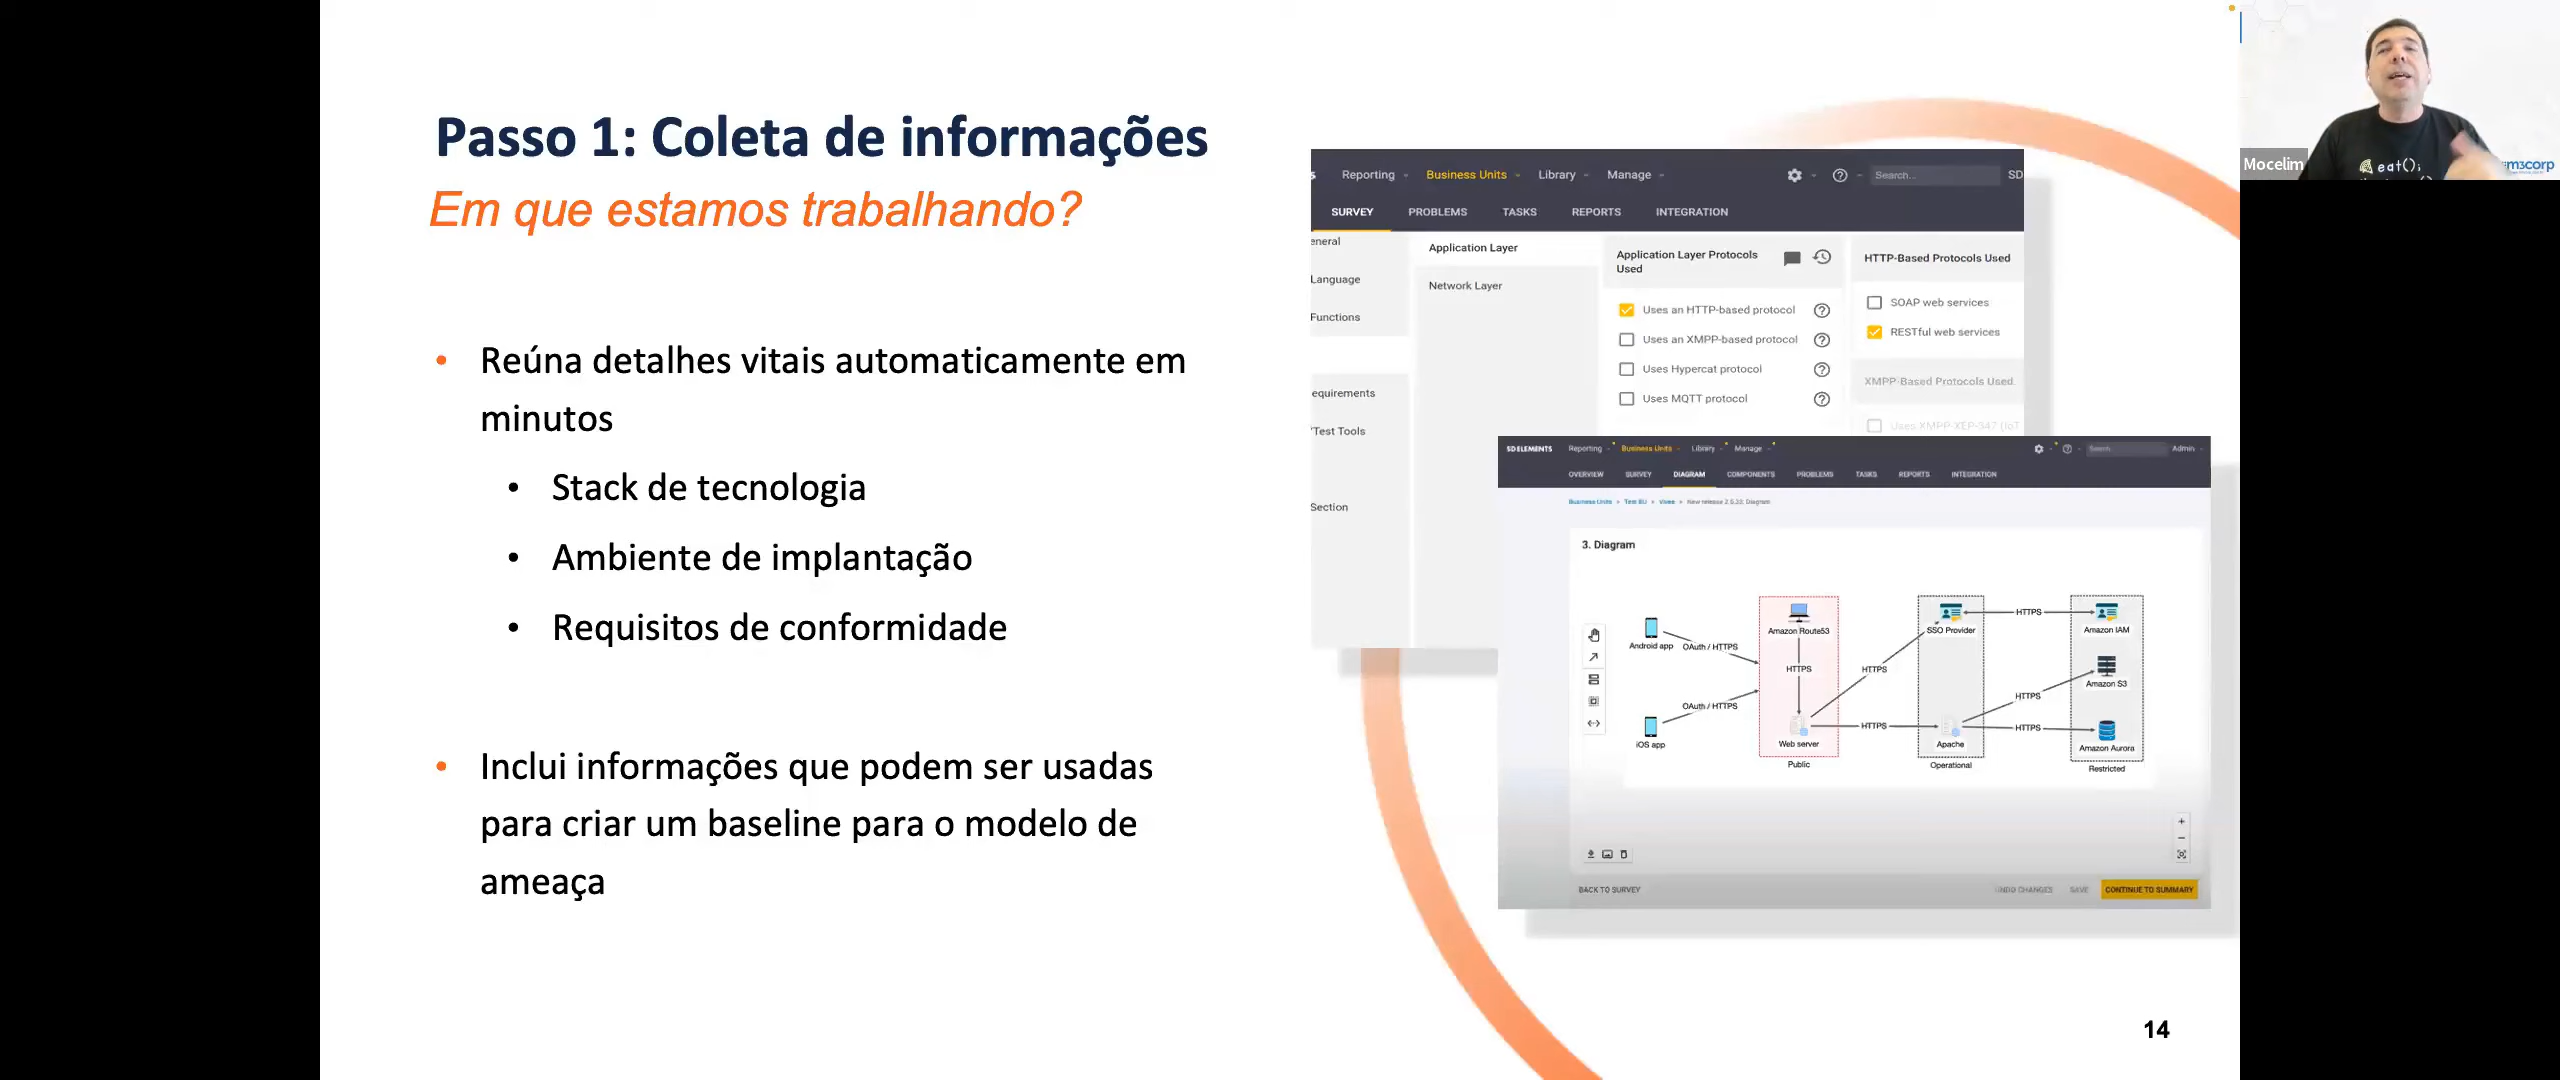 Passo 1: Coleta de informações
Em que estamos trabalhando?
• Reúna detalhes vitais automaticamente em
minutos
• Stack de tecnologia
• Ambiente de implantação
• Requisitos de conformidade
• Inclui informações que podem ser usadas
para criar um baseline para o modelo de
ameaça
Reporting Business Units Library Manage Search... SD
SURVEY PROBLEMS TASKS REPORTS INTEGRATION
eneral
Language
Functions
equirements
Test Tools
Section
Application Layer
Network Layer
Application Layer Protocols
Used
Uses an HTTP-based protocol
Uses an XMPP-based protocol
Uses Hypercat protocol
Uses MQTT protocol
HTTP-Based Protocols Used
SOAP web services
RESTful web services
XMPP-Based Protocols Used
Uses XMPP-XEP-347 (IoT
SD ELEMENTS Reporting Business Units Library Manage Search Admin
OVERVIEW SURVEY DIAGRAM COMPONENTS PROBLEMS TASKS REPORTS INTEGRATION
Business Units > Test BU > > New release 2.5.20: Diagram
3. Diagram
Android app
OAuth / HTTPS
iOS app
OAuth / HTTPS
Amazon Route53
HTTPS
Web server
Public
HTTPS
HTTPS
SSO Provider
Apache
Operational
HTTPS
HTTPS
HTTPS
Amazon IAM
Amazon S3
Amazon Aurora
Restricted
BACK TO SURVEY UNDO CHANGES SAVE CONTINUE TO SUMMARY
14
Mocelim
eat();
m3corp